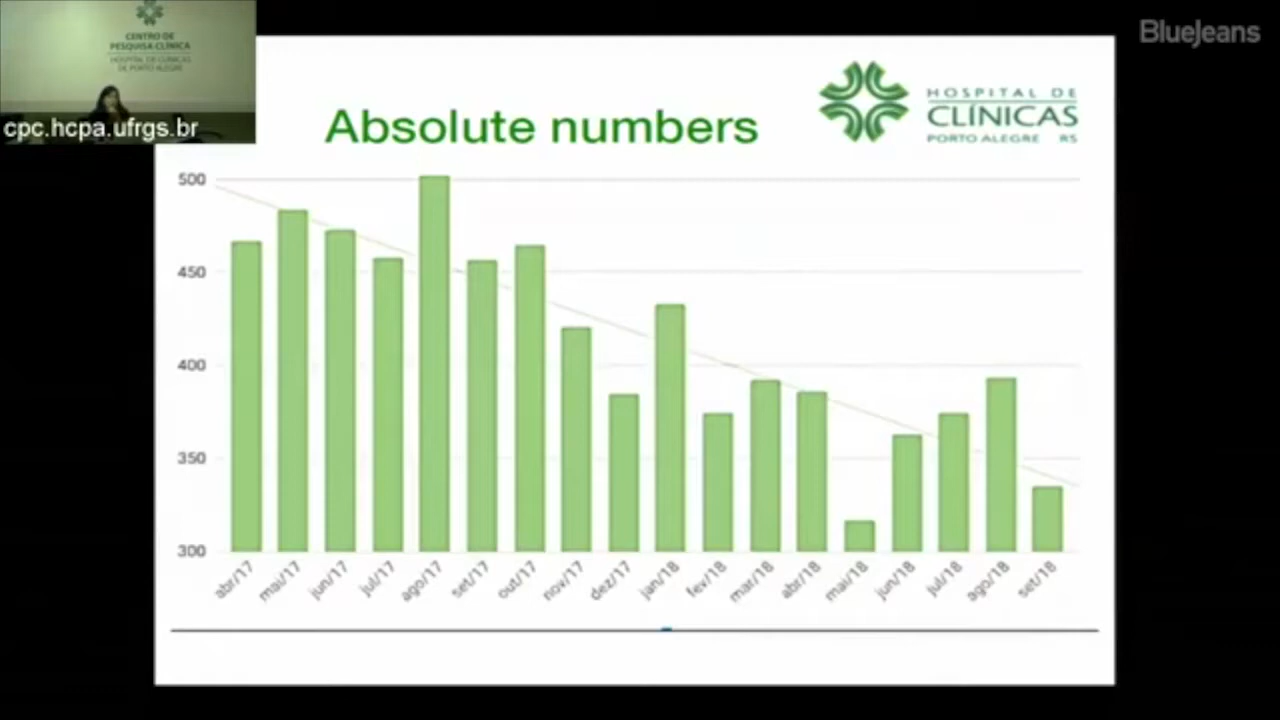 BlueJeans
CENTRO DE
PESQUISA CLÍNICA
HOSPITAL DE CLÍNICAS
DE PORTO ALEGRE
cpc.hcpa.ufrgs.br
Absolute numbers
HOSPITAL DE
CLÍNICAS
PORTO ALEGRE RS
500
450
400
350
300
abr/17
mai/17
jun/17
jul/17
ago/17
set/17
out/17
nov/17
dez/17
jan/18
fev/18
mar/18
abr/18
mai/18
jun/18
jul/18
ago/18
set/18